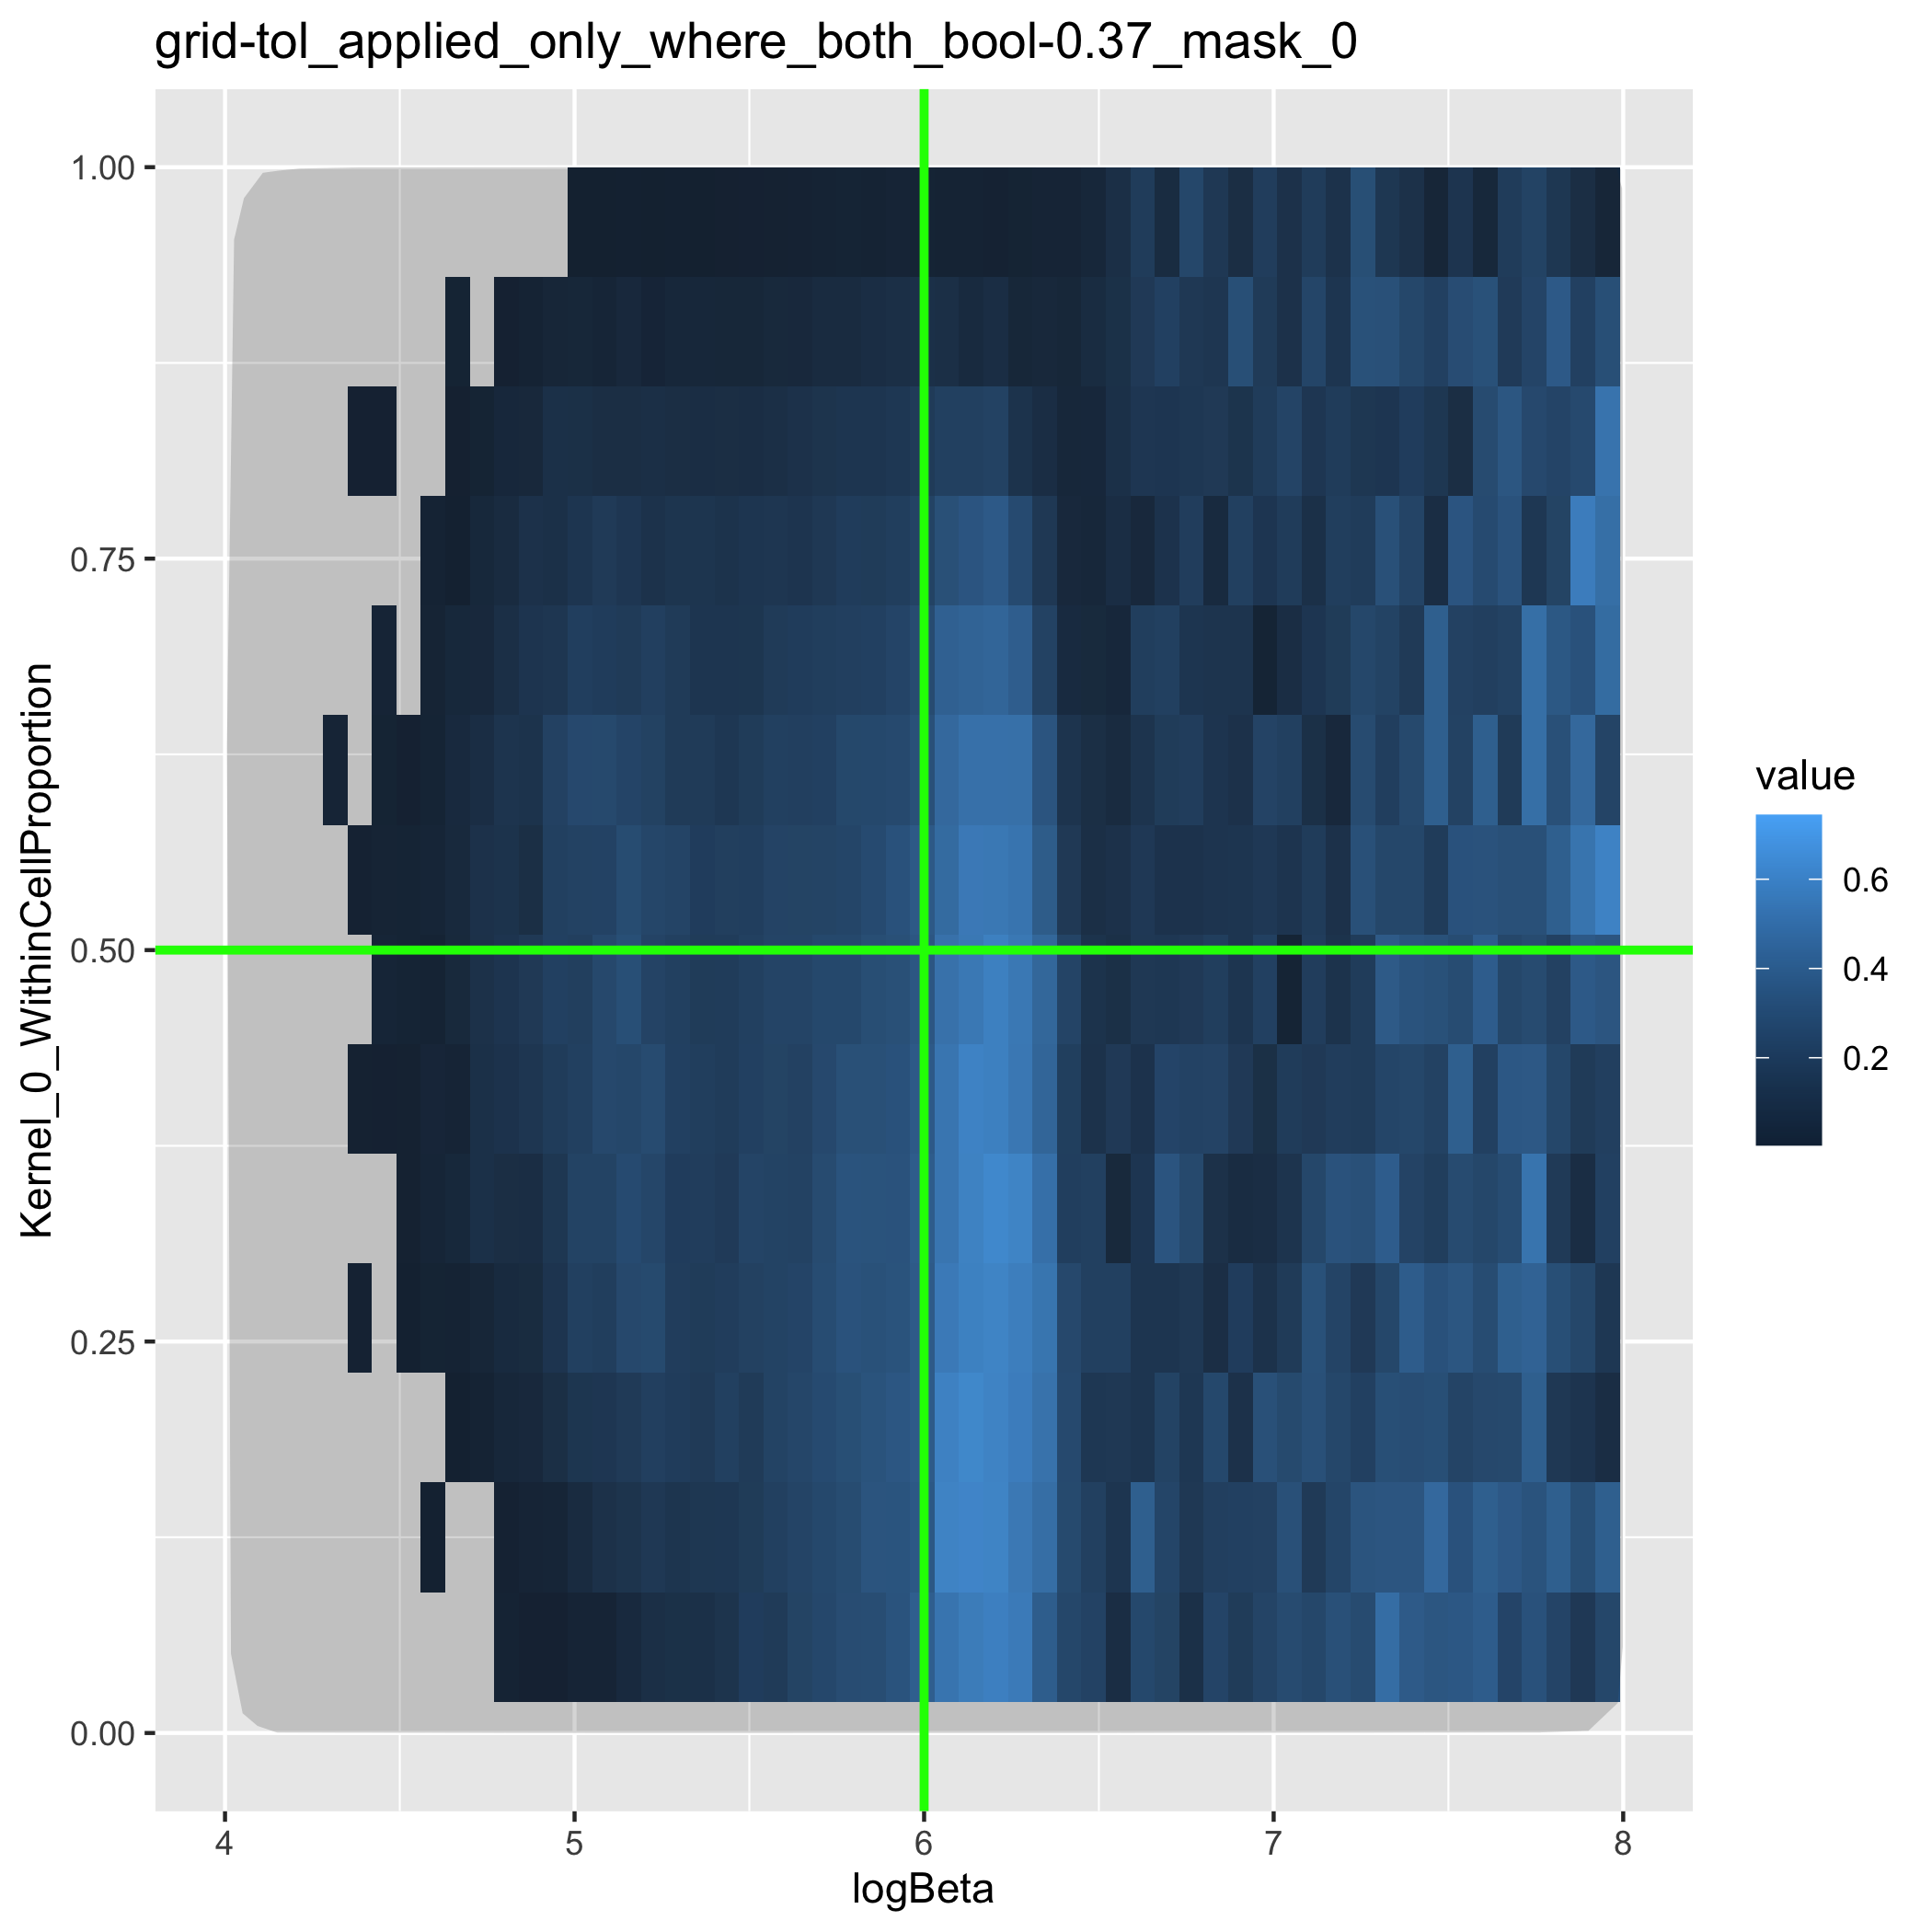 grid-tol_applied_only_where_both_bool-0.37_mask_0
Kernel_0_WithinCellProportion
1.00
0.75
0.50
0.25
0.00
4 5 6 7 8
logBeta
value
0.6
0.4
0.2